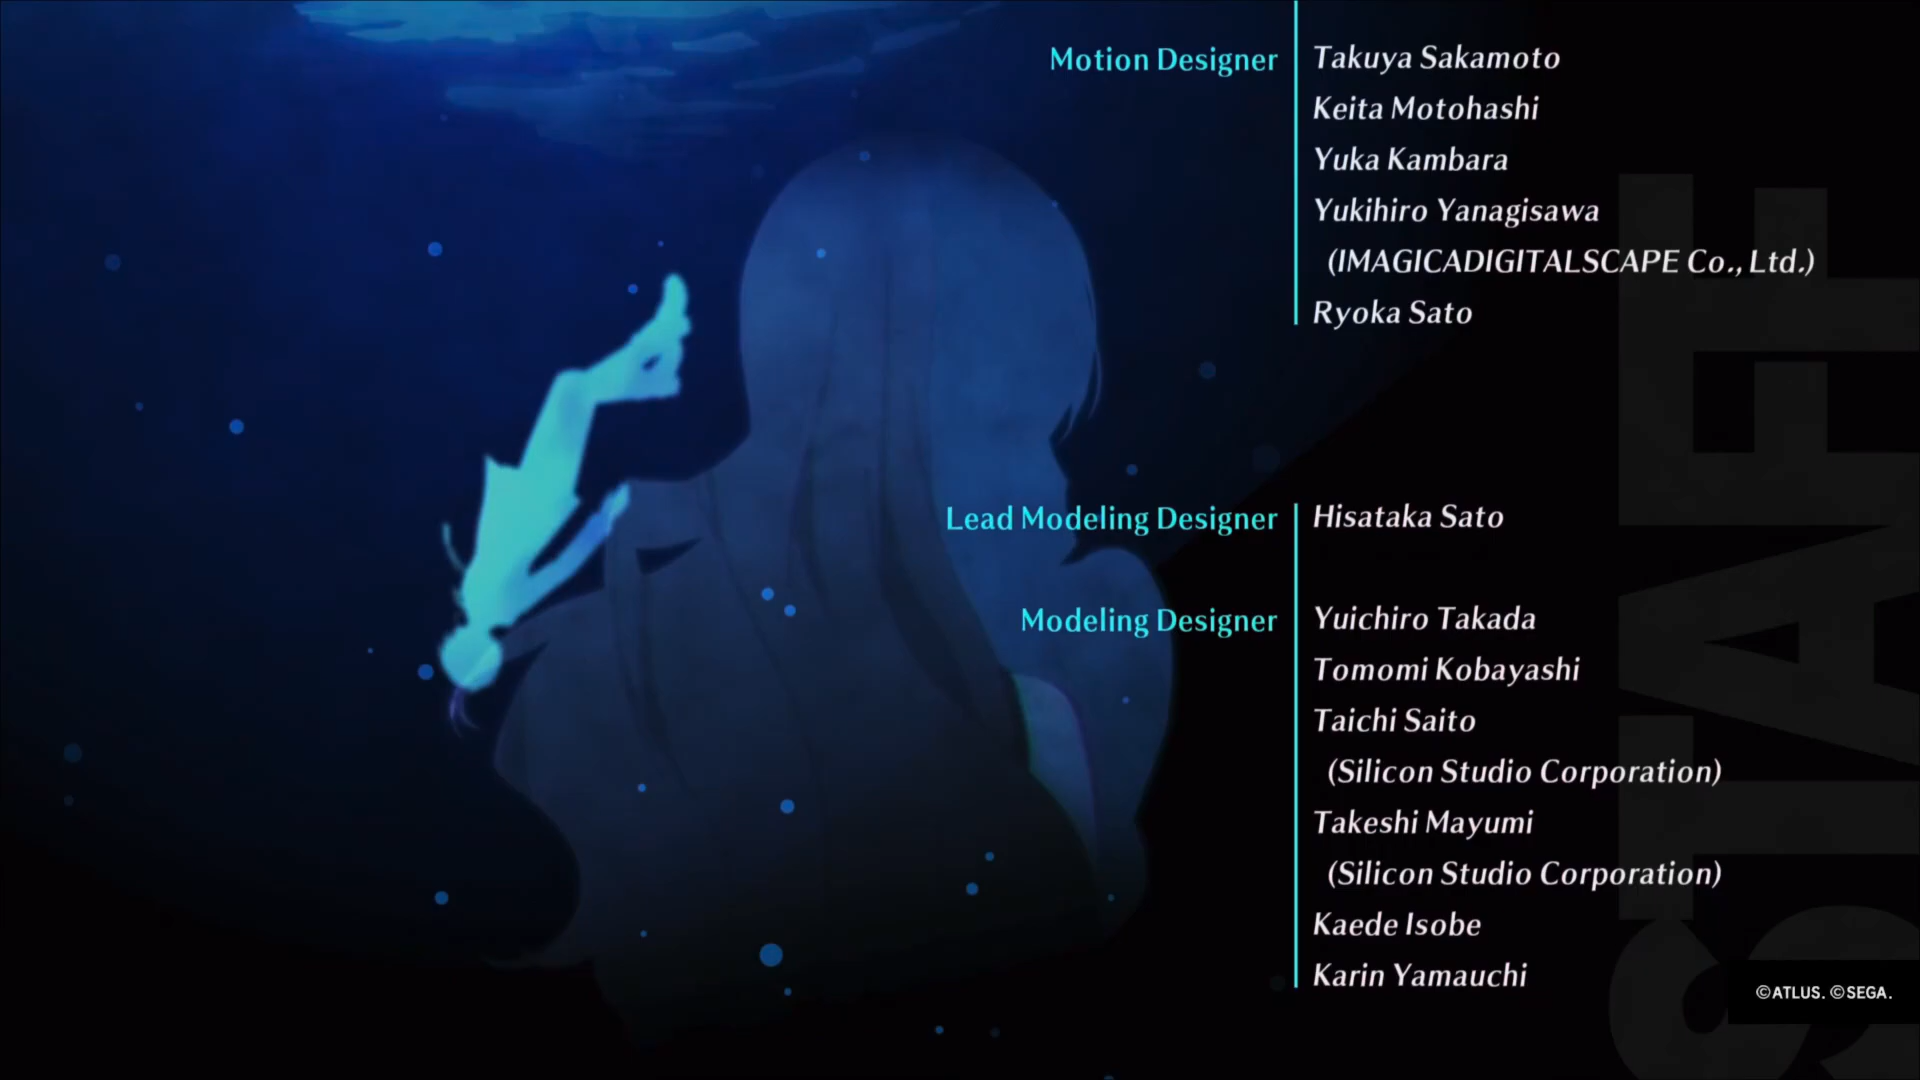 Motion Designer
Takuya Sakamoto
Keita Motohashi
Yuka Kambara
Yukihiro Yanagisawa
(IMAGICADIGITALSCAPE Co., Ltd.)
Ryoka Sato
Lead Modeling Designer
Hisataka Sato
Modeling Designer
Yuichiro Takada
Tomomi Kobayashi
Taichi Saito
(Silicon Studio Corporation)
Takeshi Mayumi
(Silicon Studio Corporation)
Kaede Isobe
Karin Yamauchi
STAFF
©ATLUS. ©SEGA.